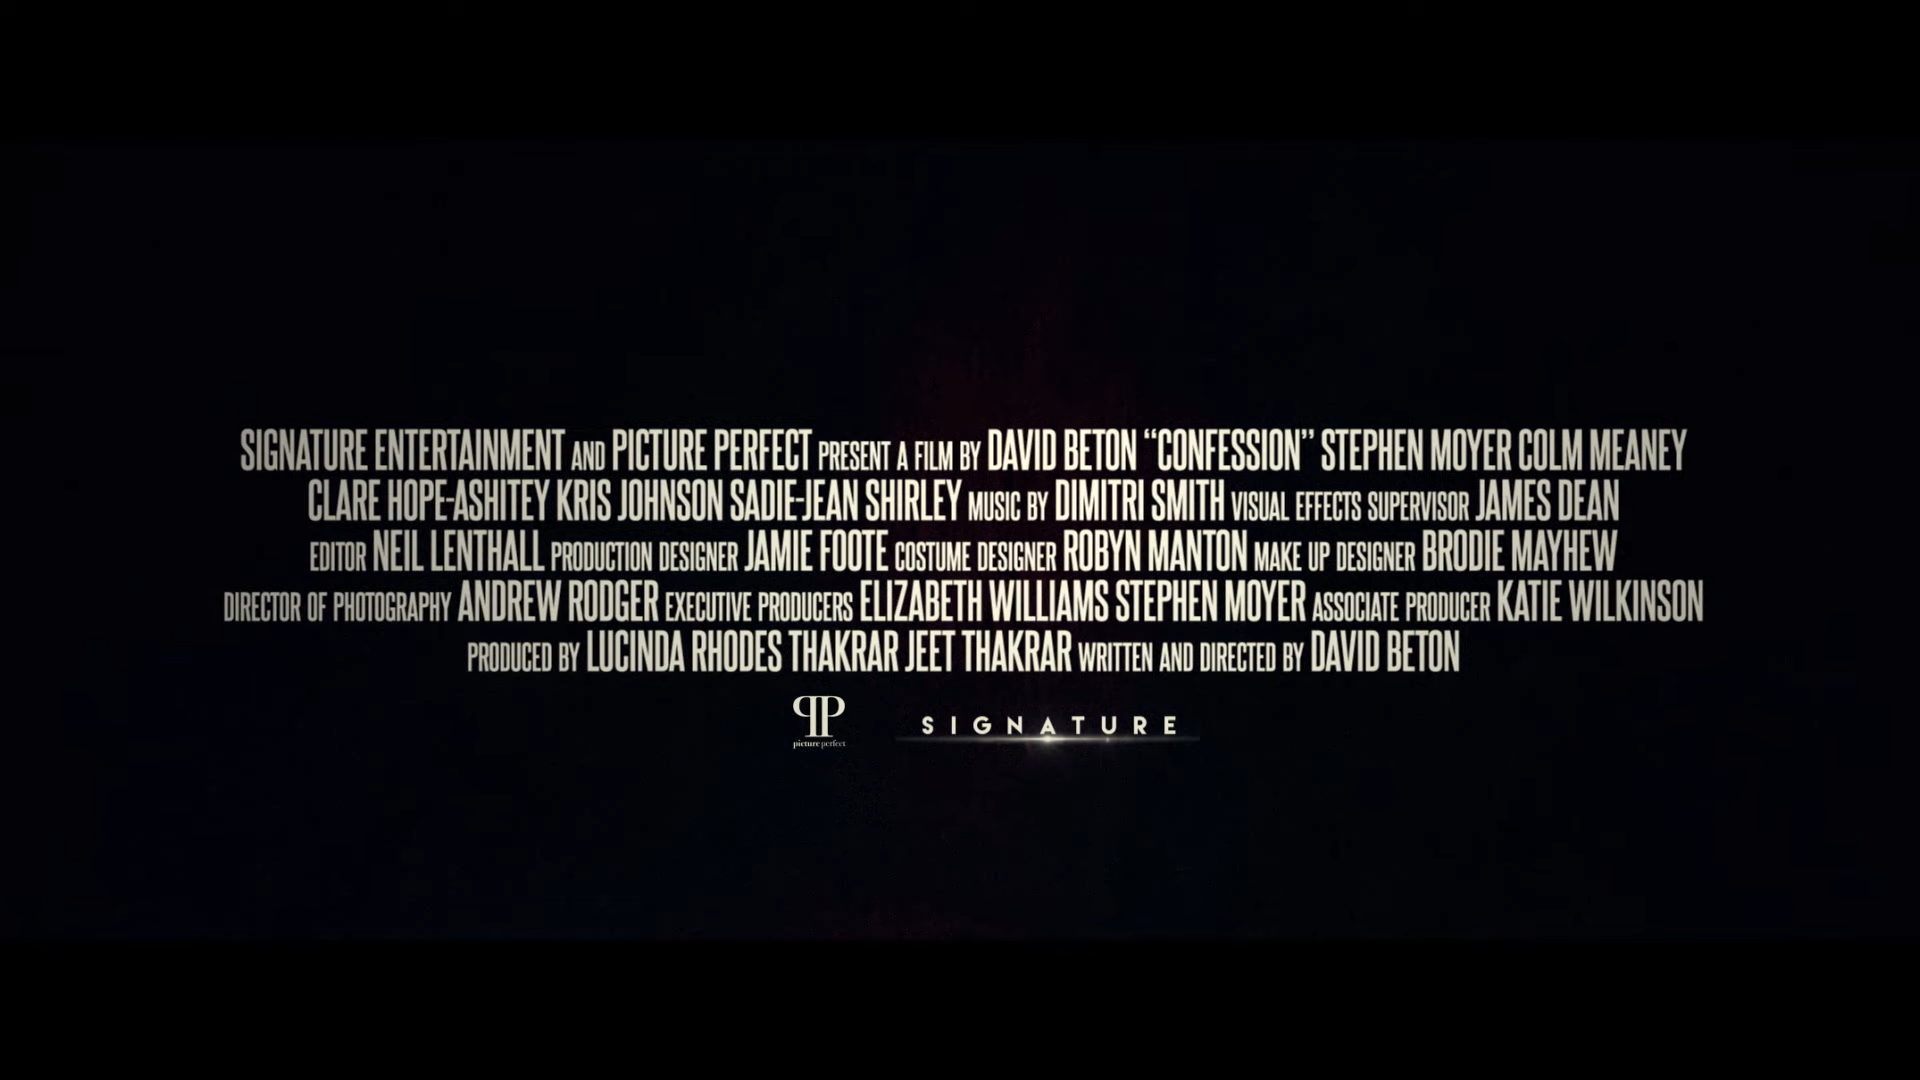 SIGNATURE ENTERTAINMENT AND PICTURE PERFECT PRESENT A FILM BY DAVID BETON “CONFESSION” STEPHEN MOYER COLM MEANEY
CLARE HOPE-ASHITEY KRIS JOHNSON SADIE-JEAN SHIRLEY MUSIC BY DIMITRI SMITH VISUAL EFFECTS SUPERVISOR JAMES DEAN
EDITOR NEIL LENTHALL PRODUCTION DESIGNER JAMIE FOOTE COSTUME DESIGNER ROBYN MANTON MAKE UP DESIGNER BRODIE MAYHEW
DIRECTOR OF PHOTOGRAPHY ANDREW RODGER EXECUTIVE PRODUCERS ELIZABETH WILLIAMS STEPHEN MOYER ASSOCIATE PRODUCER KATIE WILKINSON
PRODUCED BY LUCINDA RHODES THAKRAR JEET THAKRAR WRITTEN AND DIRECTED BY DAVID BETON
PP
picture perfect
SIGNATURE